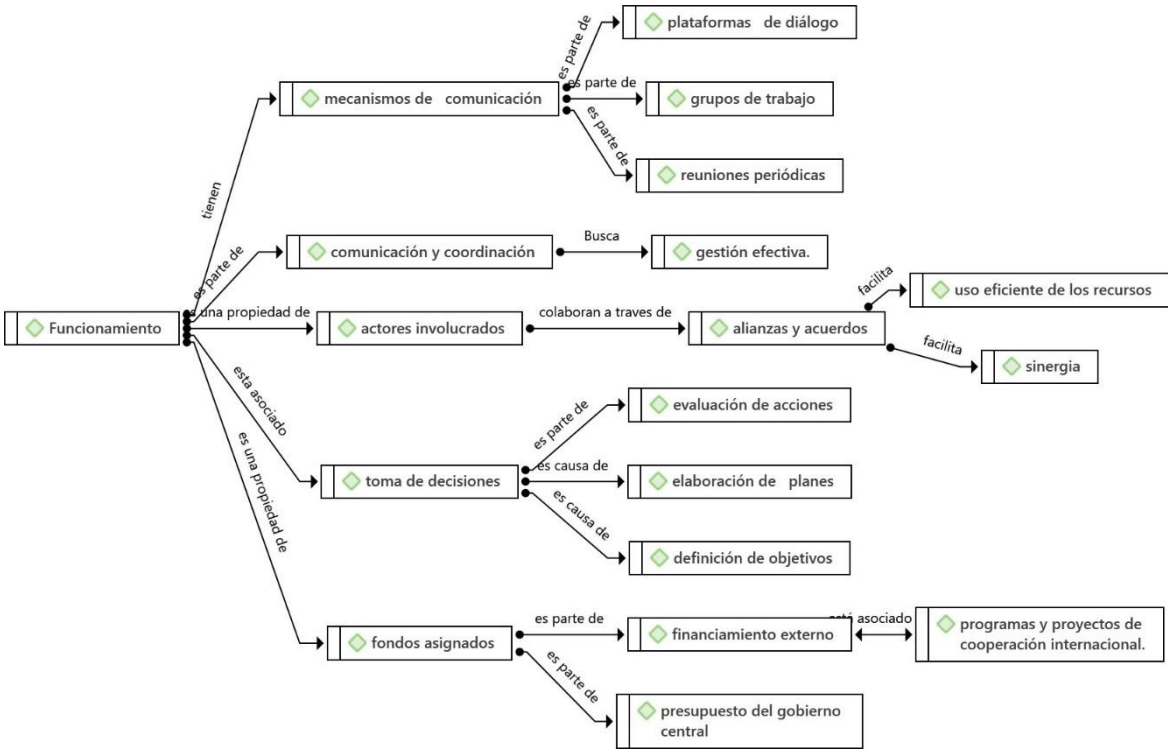 plataformas de diálogo
es parte de
es parte de
mecanismos de comunicación
grupos de trabajo
es parte de
reuniones periódicas
tienen
Busca
es parte de
comunicación y coordinación
gestión efectiva.
facilita
uso eficiente de los recursos
s una propiedad de
colaboran a traves de
Funcionamiento
actores involucrados
alianzas y acuerdos
facilita
sinergia
esta asociado
es parte de
evaluación de acciones
es causa de
toma de decisiones
elaboración de planes
es una propiedad de
es causa de
definición de objetivos
es parte de
asociado
fondos asignados
financiamiento externo
programas y proyectos de
cooperación internacional.
es parte de
presupuesto del gobierno
central